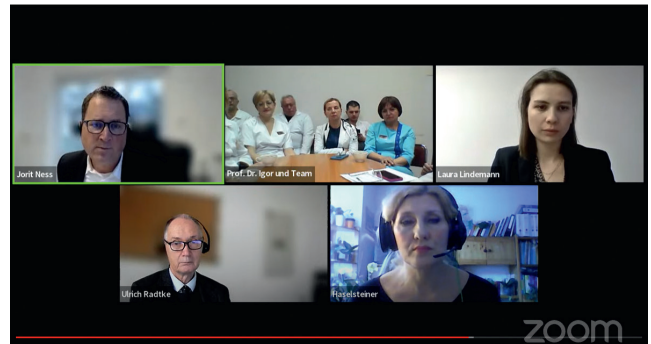 Jorit Ness
Prof. Dr. Igor und Team
Laura Lindemann
Ulrich Radtke
Haselsteiner
zoom